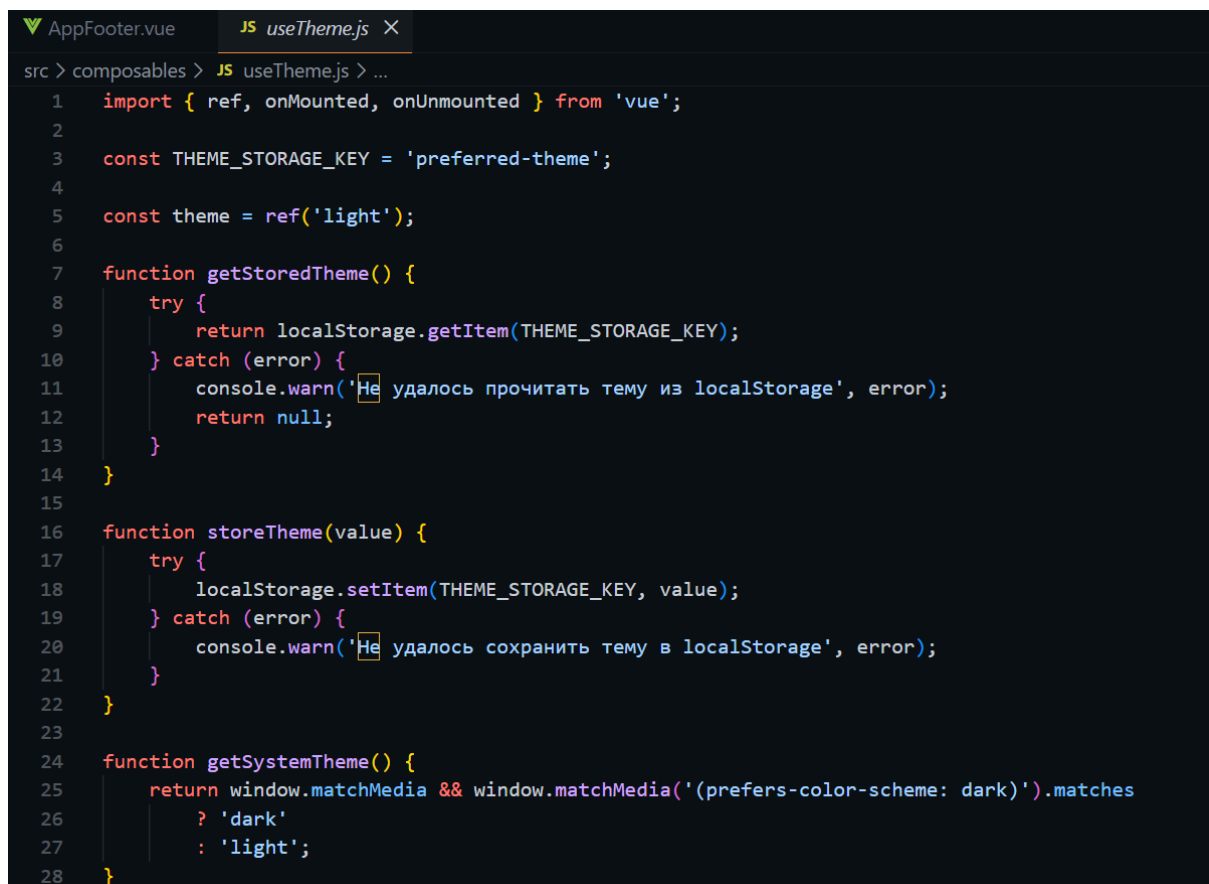 AppFooter.vue JS useTheme.js ×
src > composables > JS useTheme.js > ...
1 import { ref, onMounted, onUnmounted } from 'vue';
2
3 const THEME_STORAGE_KEY = 'preferred-theme';
4
5 const theme = ref('light');
6
7 function getStoredTheme() {
8     try {
9         return localStorage.getItem(THEME_STORAGE_KEY);
10     } catch (error) {
11         console.warn('Не удалось прочитать тему из localStorage', error);
12         return null;
13     }
14 }
15
16 function storeTheme(value) {
17     try {
18         localStorage.setItem(THEME_STORAGE_KEY, value);
19     } catch (error) {
20         console.warn('Не удалось сохранить тему в localStorage', error);
21     }
22 }
23
24 function getSystemTheme() {
25     return window.matchMedia && window.matchMedia('(prefers-color-scheme: dark)').matches
26         ? 'dark'
27         : 'light';
28 }